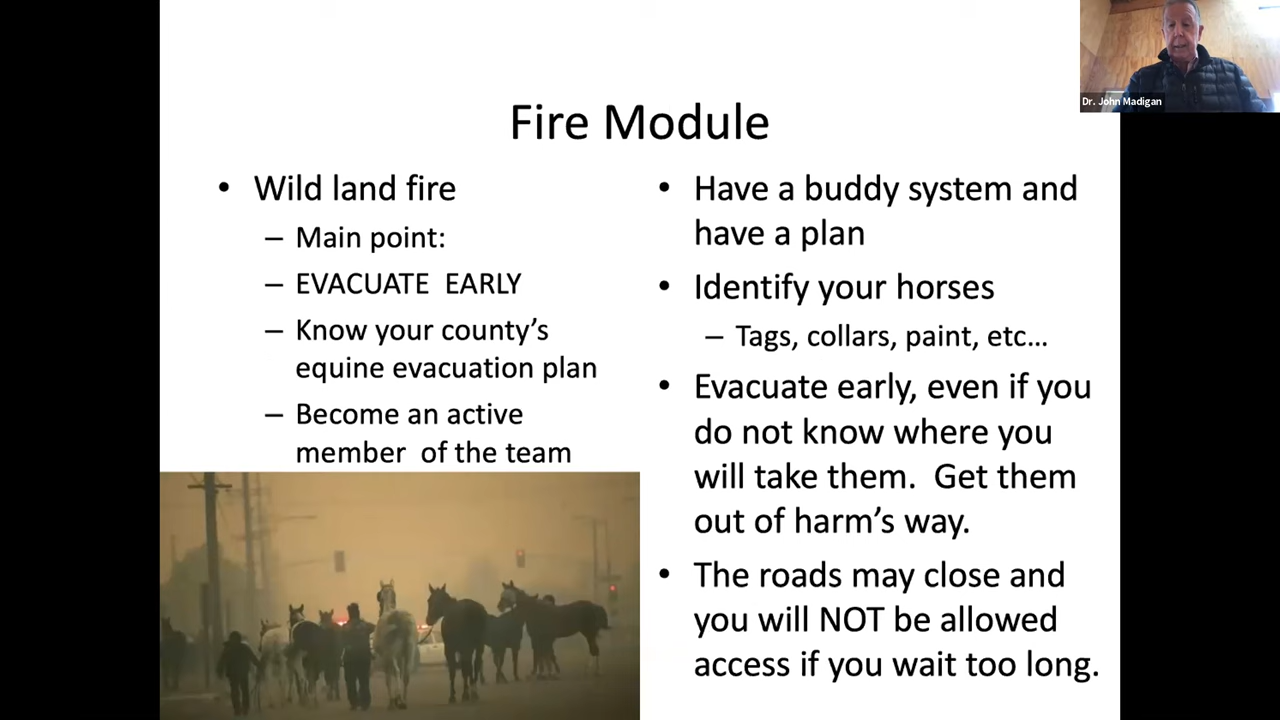 Dr. John Madigan
Fire Module
• Wild land fire
– Main point:
– EVACUATE  EARLY
– Know your county’s
equine evacuation plan
– Become an active
member  of the team
• Have a buddy system and
have a plan
• Identify your horses
– Tags, collars, paint, etc…
• Evacuate early, even if you
do not know where you
will take them.  Get them
out of harm’s way.
• The roads may close and
you will NOT be allowed
access if you wait too long.